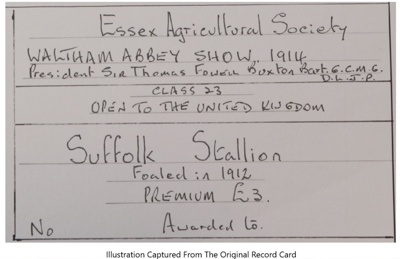 Essex Agricultural Society
WALTHAM ABBEY SHOW. 1914
President Sir Thomas Fowell Buxton Bart. G.C.M.G.
D.L. J.P.
CLASS 23
OPEN TO THE UNITED KINGDOM
Suffolk Stallion
Foaled in 1912
PREMIUM £3.
No Awarded to.
Illustration Captured From The Original Record Card